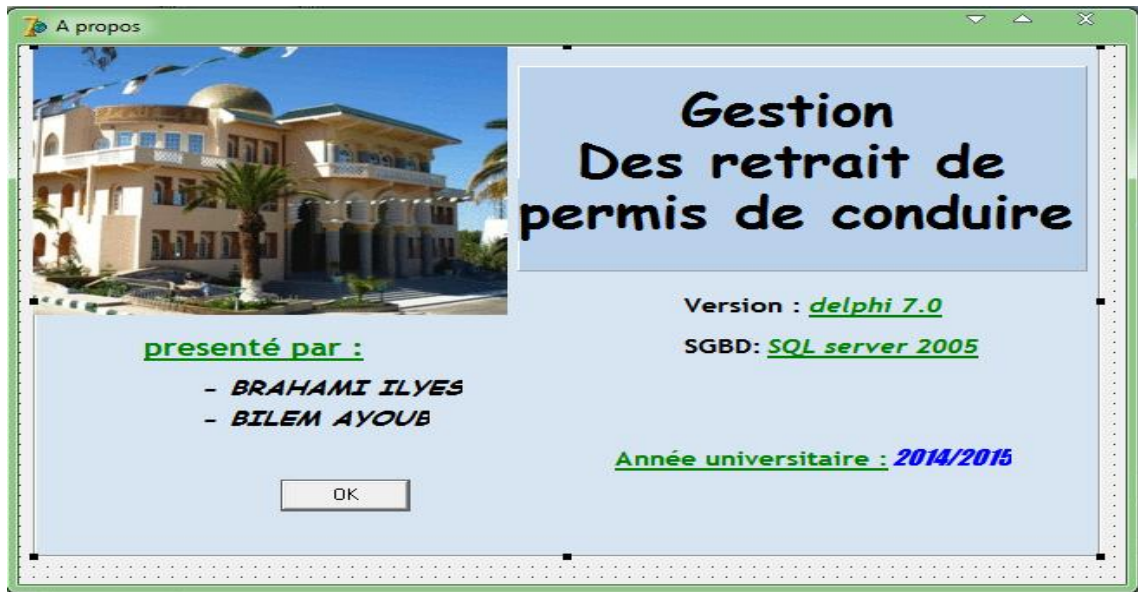 A propos
Gestion
Des retrait de
permis de conduire
Version : delphi 7.0
SGBD: SQL server 2005
presenté par :
- BRAHAMI ILYES
- BILEM AYOUB
Année universitaire : 2014/2015
OK